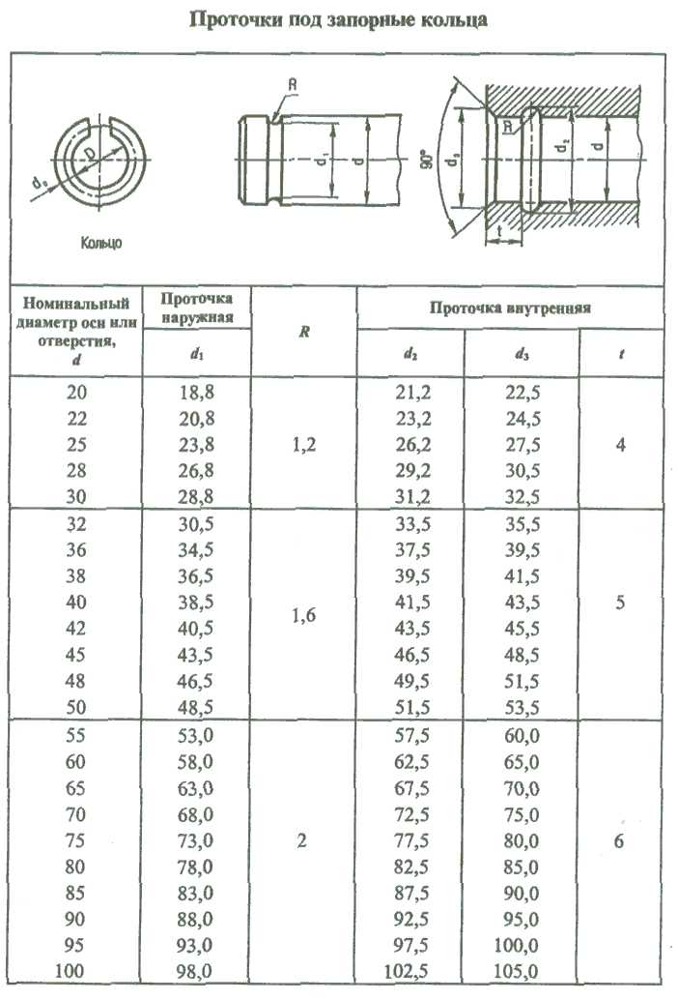 Проточки под запорные кольца
R
D
d₀
d₁
d
90°
d₃
R
d₂
d
t
Кольцо
Номинальный диаметр оси или отверстия, d
Проточка наружная
R
Проточка внутренняя
d₁
d₂
d₃
t
20 18,8 21,2 22,5
22 20,8 23,2 24,5
25 23,8 1,2 26,2 27,5 4
28 26,8 29,2 30,5
30 28,8 31,2 32,5
32 30,5 33,5 35,5
36 34,5 37,5 39,5
38 36,5 39,5 41,5
40 38,5 1,6 41,5 43,5 5
42 40,5 43,5 45,5
45 43,5 46,5 48,5
48 46,5 49,5 51,5
50 48,5 51,5 53,5
55 53,0 57,5 60,0
60 58,0 62,5 65,0
65 63,0 67,5 70,0
70 68,0 72,5 75,0
75 73,0 2 77,5 80,0 6
80 78,0 82,5 85,0
85 83,0 87,5 90,0
90 88,0 92,5 95,0
95 93,0 97,5 100,0
100 98,0 102,5 105,0